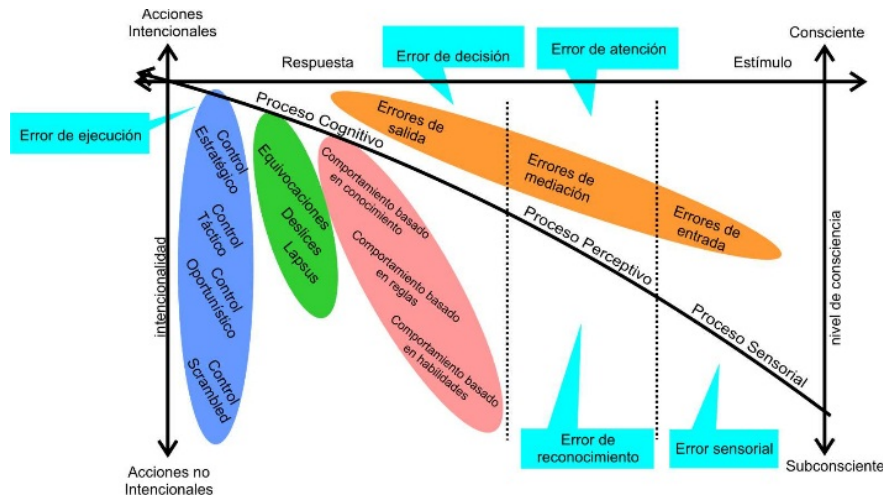 Acciones
Intencionales
Consciente
Respuesta
Error de decisión
Error de atención
Estímulo
Error de ejecución
Proceso Cognitivo
Proceso Perceptivo
Proceso Sensorial
Errores de
salida
Errores de
mediación
Errores de
entrada
Control
Estratégico
Control
Táctico
Control
Oportunístico
Control
Scrambled
Equivocaciones
Deslices
Lapsus
Comportamiento basado
en conocimiento
Comportamiento basado
en reglas
Comportamiento basado
en habilidades
intencionalidad
nivel de consciencia
Error de
reconocimiento
Error sensorial
Acciones no
Intencionales
Subconsciente